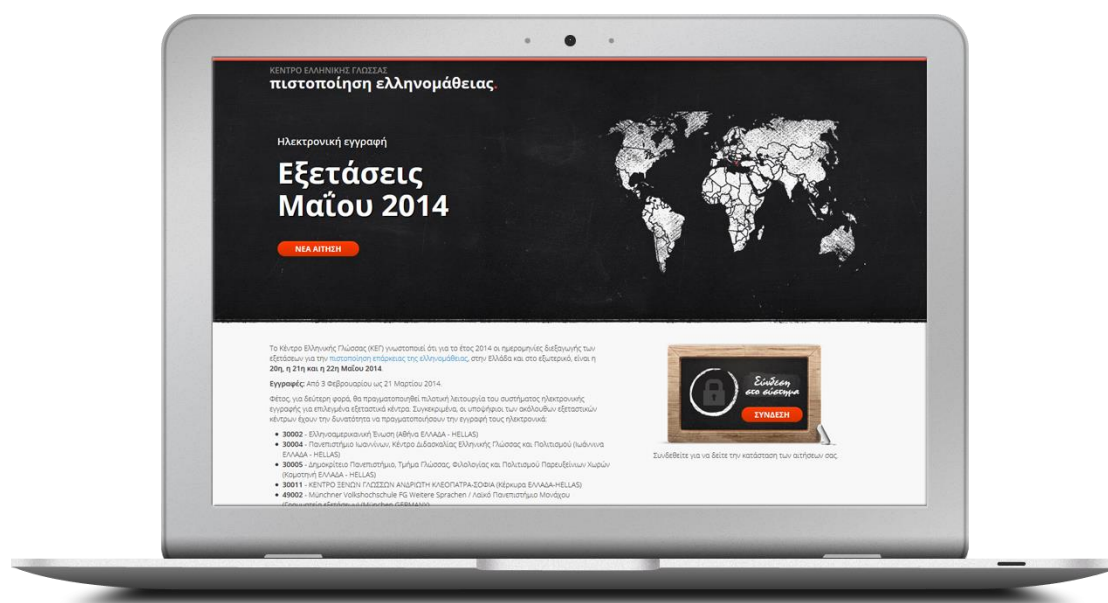 ΚΕΝΤΡΟ ΕΛΛΗΝΙΚΗΣ ΓΛΩΣΣΑΣ
πιστοποίηση ελληνομάθειας.
Ηλεκτρονική εγγραφή
Εξετάσεις
Μαΐου 2014
ΝΕΑ ΑΙΤΗΣΗ
Το Κέντρο Ελληνικής Γλώσσας (ΚΕΓ) γνωστοποιεί ότι για το έτος 2014 οι ημερομηνίες διεξαγωγής των
εξετάσεων για την πιστοποίηση επάρκειας της ελληνομάθειας, στην Ελλάδα και στο εξωτερικό, είναι η
20η, η 21η και η 22η Μαΐου 2014.
Εγγραφές: Από 3 Φεβρουαρίου ως 21 Μαρτίου 2014.
Φέτος, για δεύτερη φορά, θα πραγματοποιηθεί πιλοτική λειτουργία του συστήματος ηλεκτρονικής
εγγραφής για επιλεγμένα εξεταστικά κέντρα. Συγκεκριμένα, οι υποψήφιοι των ακόλουθων εξεταστικών
κέντρων έχουν την δυνατότητα να πραγματοποιήσουν την εγγραφή τους ηλεκτρονικά:
• 30002 - Ελληνοαμερικανική Ένωση (Αθήνα ΕΛΛΑΔΑ - HELLAS)
• 30004 - Πανεπιστήμιο Ιωαννίνων, Κέντρο Διδασκαλίας Ελληνικής Γλώσσας και Πολιτισμού (Ιωάννινα
ΕΛΛΑΔΑ - HELLAS)
• 30005 - Δημοκρίτειο Πανεπιστήμιο, Τμήμα Γλώσσας, Φιλολογίας και Πολιτισμού Παρευξείνιων Χωρών
(Κομοτηνή ΕΛΛΑΔΑ - HELLAS)
• 30011 - ΚΕΝΤΡΟ ΞΕΝΩΝ ΓΛΩΣΣΩΝ ΑΝΔΡΙΩΤΗ ΚΛΕΟΠΑΤΡΑ-ΣΟΦΙΑ (Κέρκυρα ΕΛΛΑΔΑ-HELLAS)
• 49002 - Münchner Volkshochschule FG Weitere Sprachen / Λαϊκό Πανεπιστήμιο Μονάχου
(Γραμματεία εξετάσεων) (München GERMANY)
Σύνδεση
στο σύστημα
ΣΥΝΔΕΣΗ
Συνδεθείτε για να δείτε την κατάσταση των αιτήσεων σας.